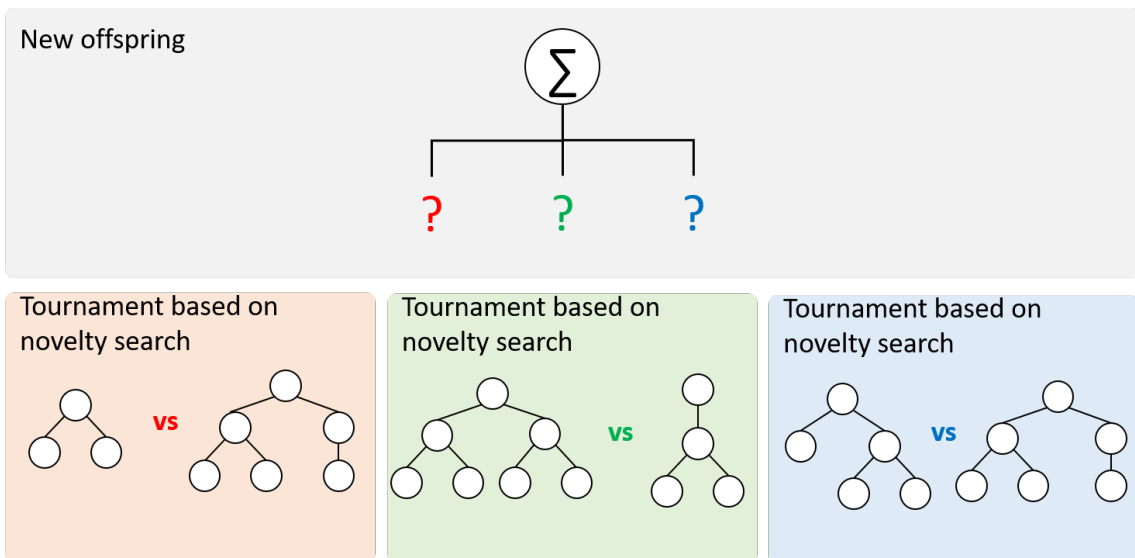 New offspring
∑
? ? ?
Tournament based on
novelty search
vs
Tournament based on
novelty search
vs
Tournament based on
novelty search
vs